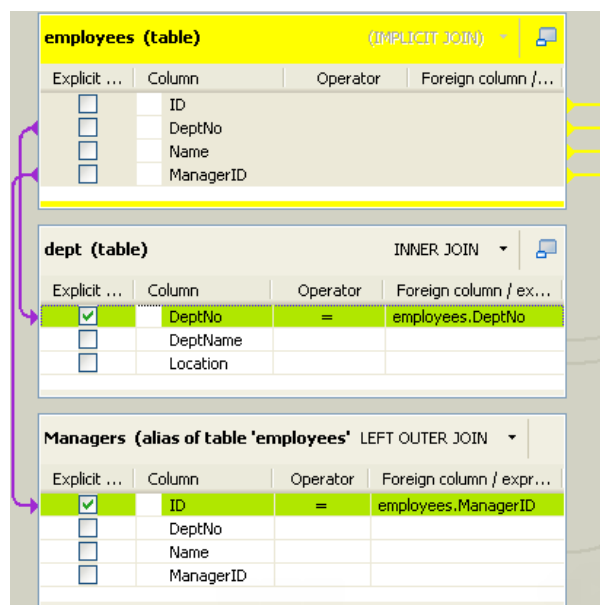 employees (table) (IMPLICIT JOIN)
Explicit ... Column Operator Foreign column /...
ID
DeptNo
Name
ManagerID
dept (table) INNER JOIN
Explicit ... Column Operator Foreign column / ex...
DeptNo = employees.DeptNo
DeptName
Location
Managers (alias of table 'employees' LEFT OUTER JOIN
Explicit ... Column Operator Foreign column / expr...
ID = employees.ManagerID
DeptNo
Name
ManagerID